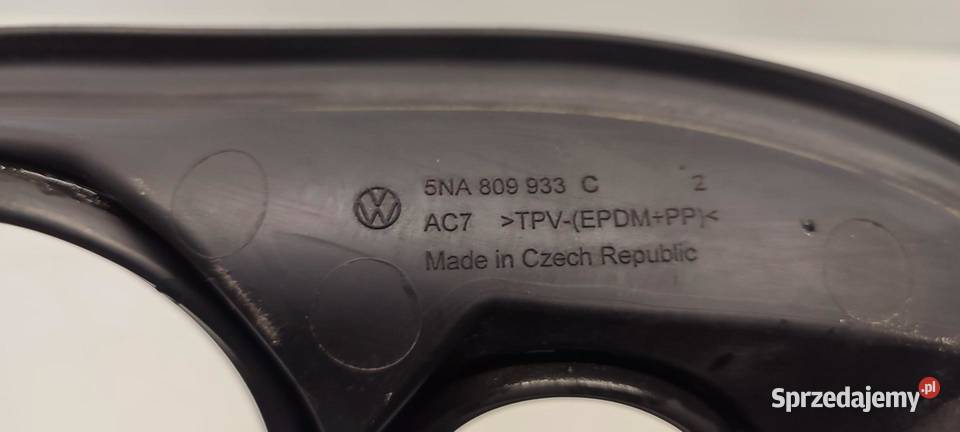 5NA 809 933 C 2
AC7 >TPV-(EPDM+PP)<
Made in Czech Republic
Sprzedajemy.pl